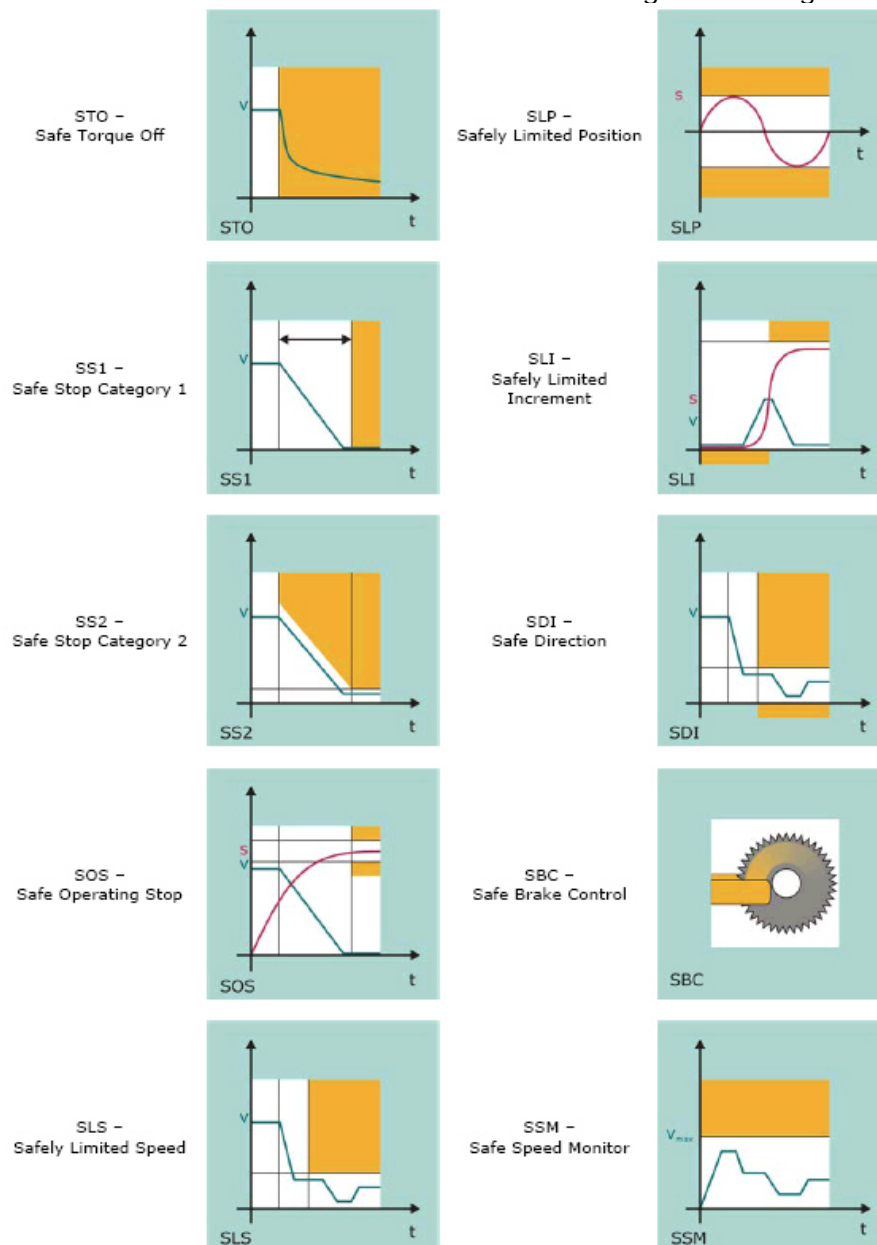 STO –
Safe Torque Off
V
t
STO
SLP –
Safely Limited Position
S
t
SLP
SS1 –
Safe Stop Category 1
V
t
SS1
SLI –
Safely Limited
Increment
S
V
t
SLI
SS2 –
Safe Stop Category 2
V
t
SS2
SDI –
Safe Direction
V
t
SDI
SOS –
Safe Operating Stop
S
V
t
SOS
SBC –
Safe Brake Control
SBC
SLS –
Safely Limited Speed
V
t
SLS
SSM –
Safe Speed Monitor
Vmax
t
SSM